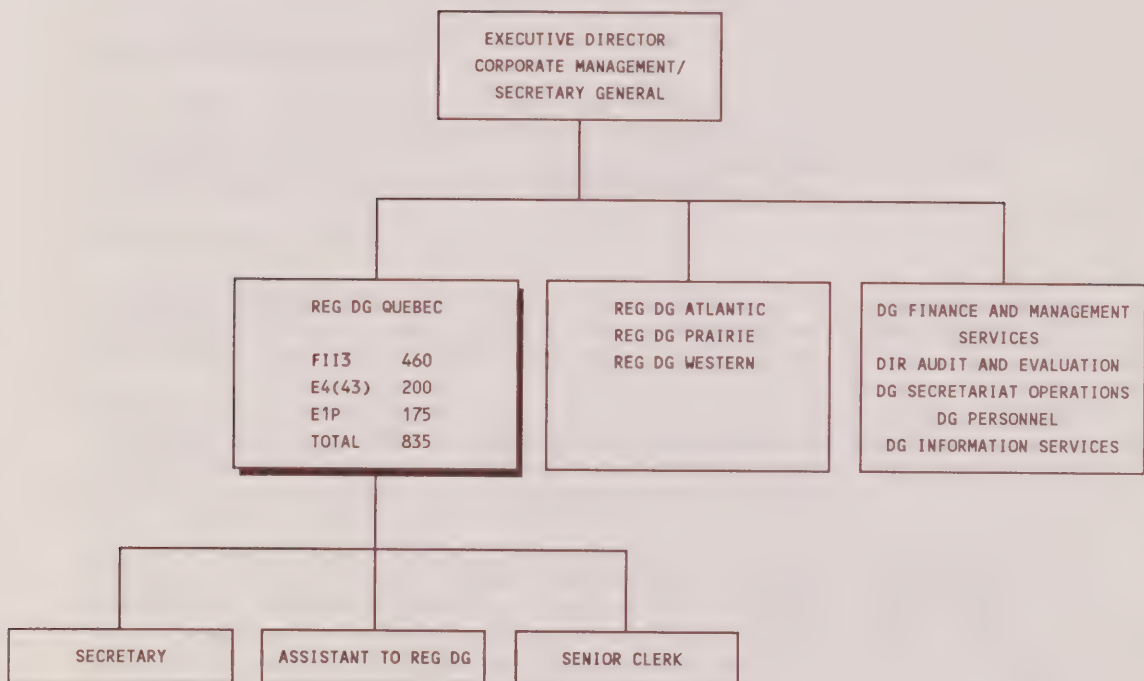 EXECUTIVE DIRECTOR
CORPORATE MANAGEMENT/
SECRETARY GENERAL
REG DG QUEBEC
FII3 460
E4(43) 200
E1P 175
TOTAL 835
REG DG ATLANTIC
REG DG PRAIRIE
REG DG WESTERN
DG FINANCE AND MANAGEMENT
SERVICES
DIR AUDIT AND EVALUATION
DG SECRETARIAT OPERATIONS
DG PERSONNEL
DG INFORMATION SERVICES
SECRETARY
ASSISTANT TO REG DG
SENIOR CLERK